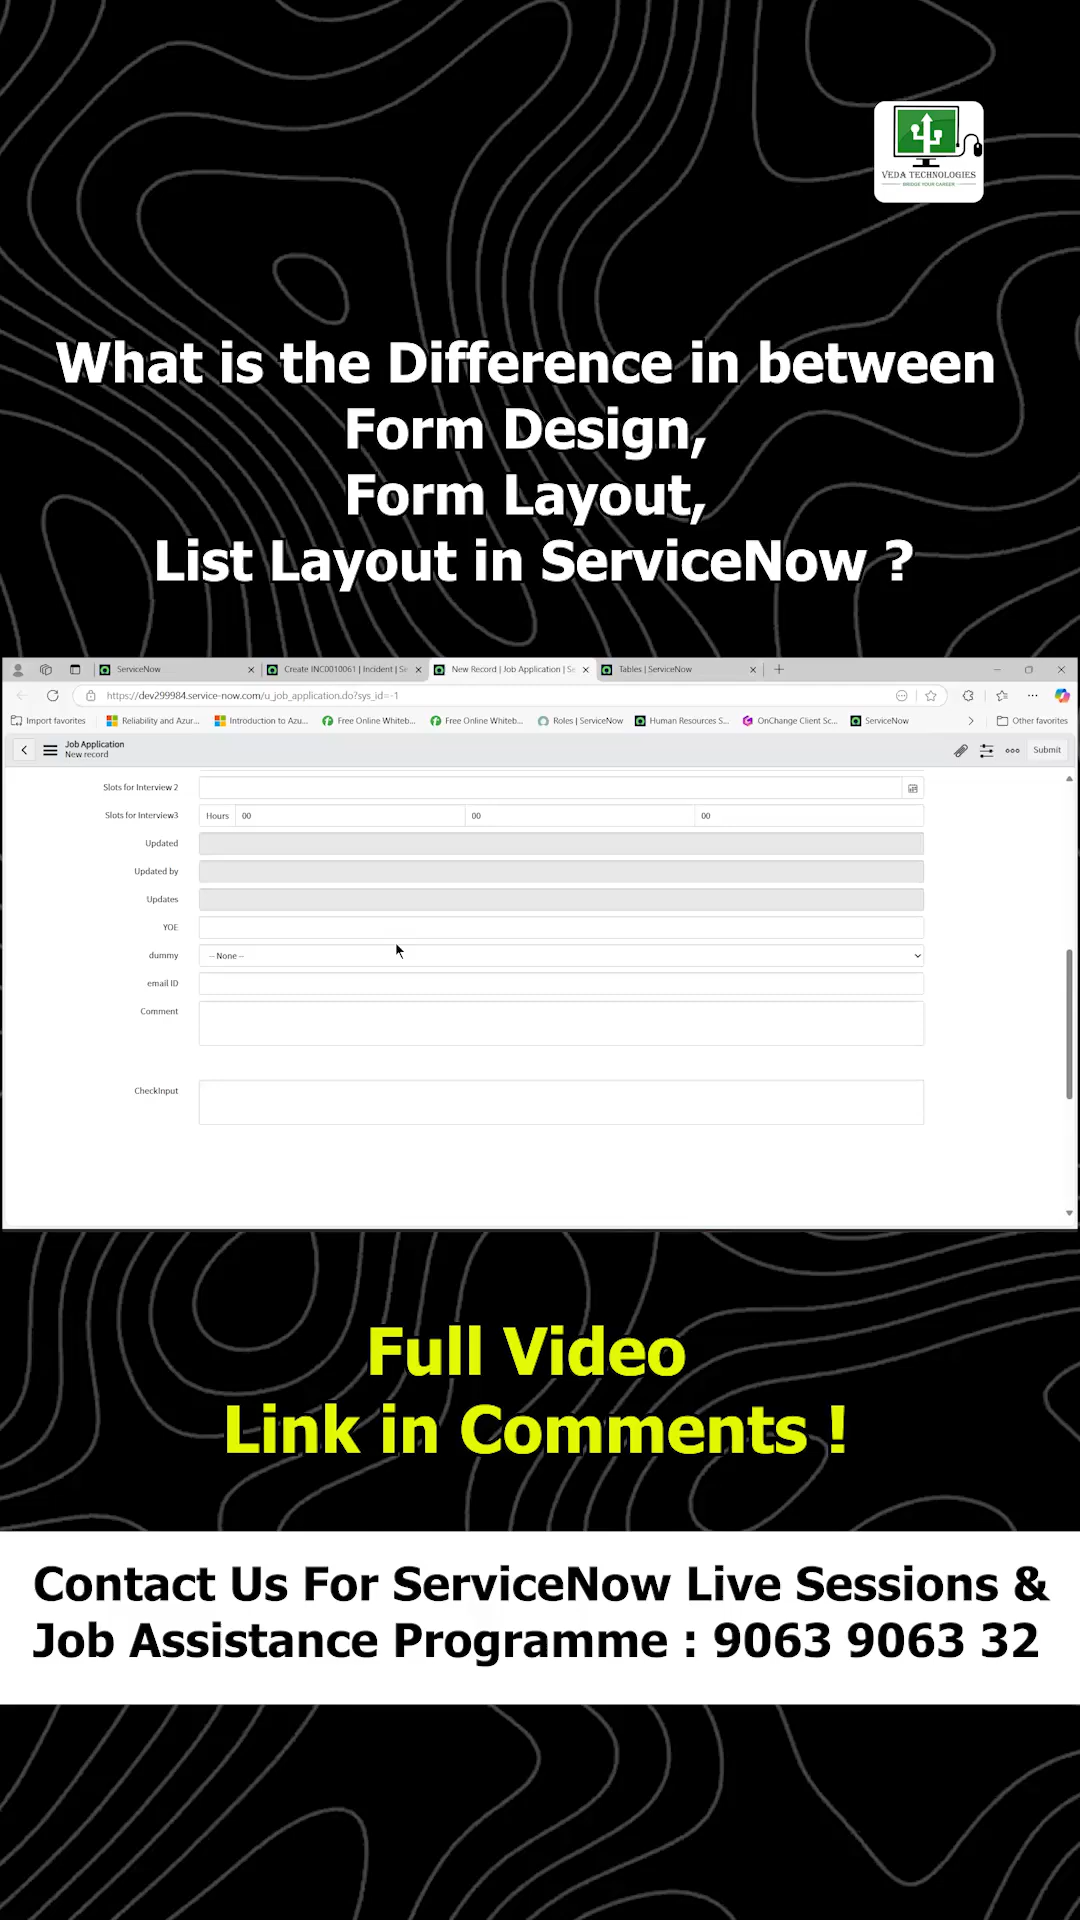 VEDA TECHNOLOGIES
BRIDGE YOUR CAREER
What is the Difference in between
Form Design,
Form Layout,
List Layout in ServiceNow ?
ServiceNow
Create INC0010061 | Incident | Se
New Record | Job Application | Se
Tables | ServiceNow
https://dev299984.service-now.com/u_job_application.do?sys_id=-1
Import favorites
Reliability and Azur...
Introduction to Azu...
Free Online Whiteb...
Free Online Whiteb...
Roles | ServiceNow
Human Resources S...
OnChange Client Sc...
ServiceNow
Other favorites
Job Application
New record
Submit
Slots for Interview 2
Slots for Interview3 Hours 00 00 00
Updated
Updated by
Updates
YOE
dummy -- None --
email ID
Comment
CheckInput
Full Video
Link in Comments !
Contact Us For ServiceNow Live Sessions &
Job Assistance Programme : 9063 9063 32